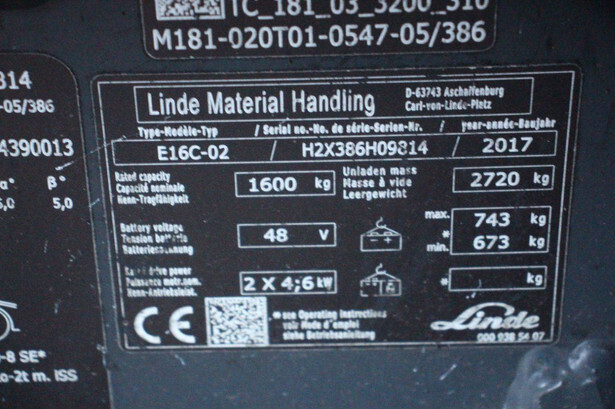 TC_181_03_3200_310
M181-020T01-0547-05/386
814
-05/386
4390013
α° β°
5,0 5,0
-8 SE*
to-2t m. ISS
Linde Material Handling
D-63743 Aschaffenburg
Carl-von-Linde-Platz
Type-Modèle-Typ / Serial no.-No. de série-Serien-Nr. / year-année-Baujahr
E16C-02 / H2X386H09814 / 2017
Rated capacity
Capacité nominale
Nenn-Tragfähigkeit
1600 kg
Unladen mass
Masse à vide
Leergewicht
2720 kg
Battery voltage
Tension batterie
Batteriespannung
48 V
max. 743 kg
*
min. 673 kg
Rated drive power
Puissance motr.nom.
Nenn-Antriebsleist.
2 X 4,6 kW
* kg
CE
*see Operating Instructions
voir Mode d'emploi
siehe Betriebsanleitung
Linde
000 938 54 07